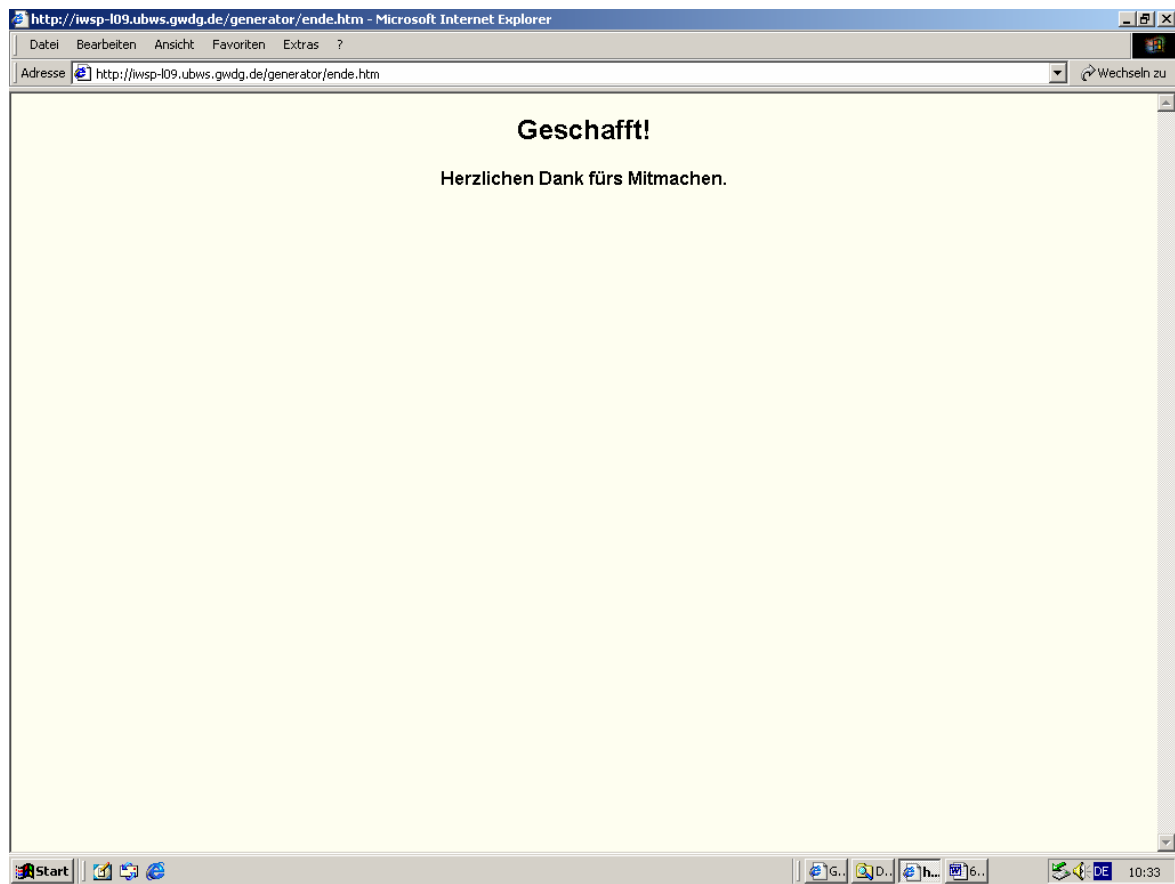 http://iwsp-l09.ubws.gwdg.de/generator/ende.htm - Microsoft Internet Explorer
Datei Bearbeiten Ansicht Favoriten Extras ?
Adresse http://iwsp-l09.ubws.gwdg.de/generator/ende.htm Wechseln zu
Geschafft!
Herzlichen Dank fürs Mitmachen.
Start G.. D.. h... 6.. DE 10:33